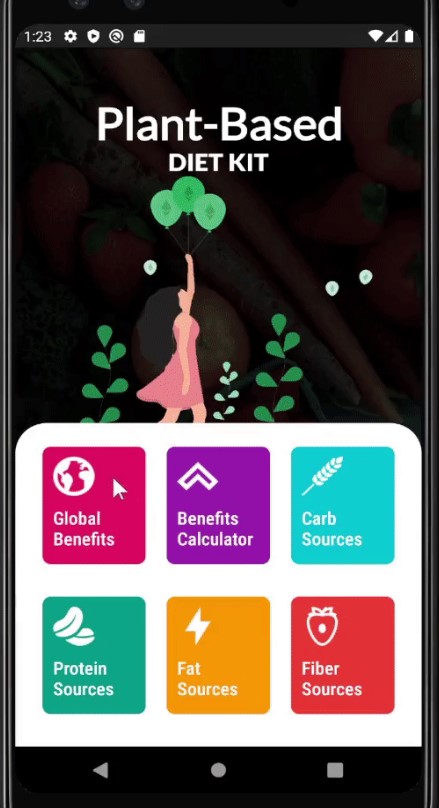 1:23
Plant-Based
DIET KIT
Global
Benefits
Benefits
Calculator
Carb
Sources
Protein
Sources
Fat
Sources
Fiber
Sources